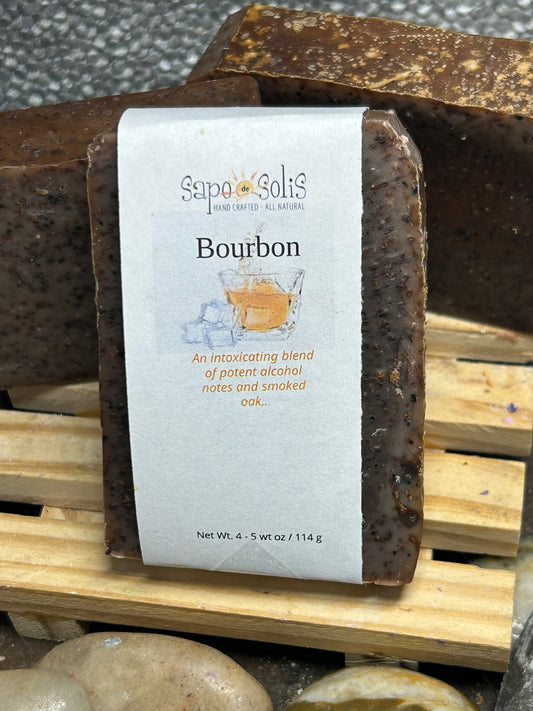 Sapo de Solis
HAND CRAFTED - ALL NATURAL
Bourbon
An intoxicating blend
of potent alcohol
notes and smoked
oak..
Net Wt. 4 - 5 wt oz / 114 g